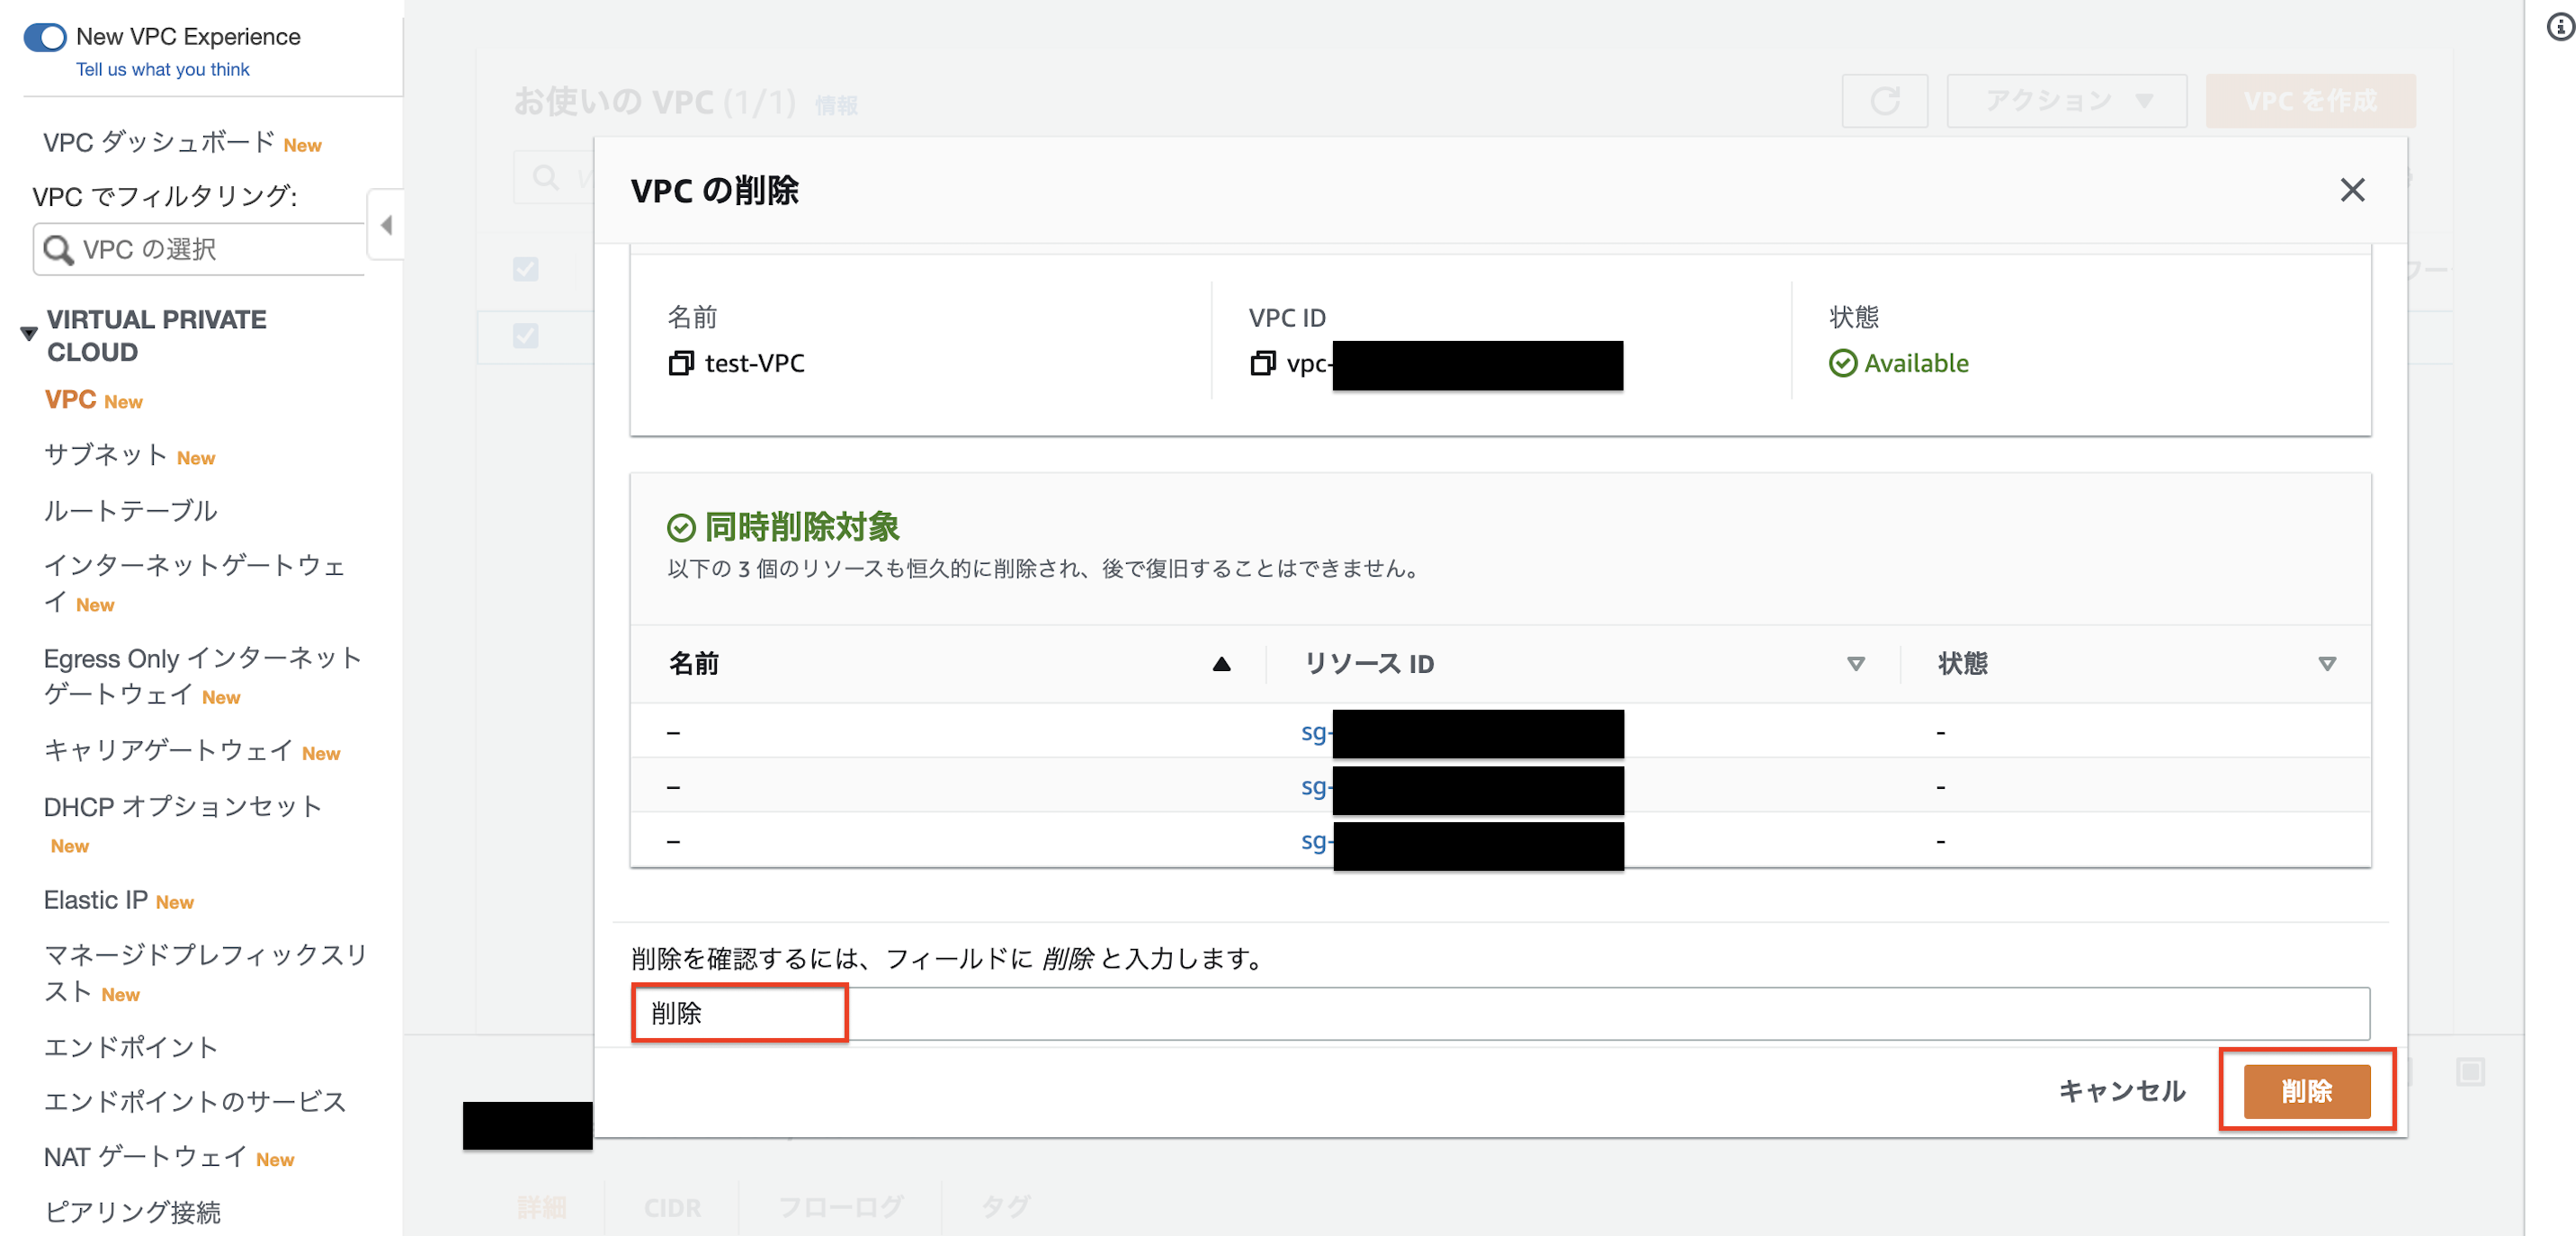 New VPC Experience
Tell us what you think
VPC ダッシュボード New
VPC でフィルタリング:
VPC の選択
VIRTUAL PRIVATE
CLOUD
VPC New
サブネット New
ルートテーブル
インターネットゲートウェ
イ New
Egress Only インターネット
ゲートウェイ New
キャリアゲートウェイ New
DHCP オプションセット
New
Elastic IP New
マネージドプレフィックスリ
スト New
エンドポイント
エンドポイントのサービス
NAT ゲートウェイ New
ピアリング接続
お使いの VPC (1/1) 情報
アクション
VPC を作成
VPC の削除
名前
test-VPC
VPC ID
vpc-
状態
Available
同時削除対象
以下の 3 個のリソースも恒久的に削除され、後で復旧することはできません。
名前 リソース ID 状態
– sg- -
– sg- -
– sg- -
削除を確認するには、フィールドに 削除 と入力します。
削除
キャンセル 削除
詳細 CIDR フローログ タグ